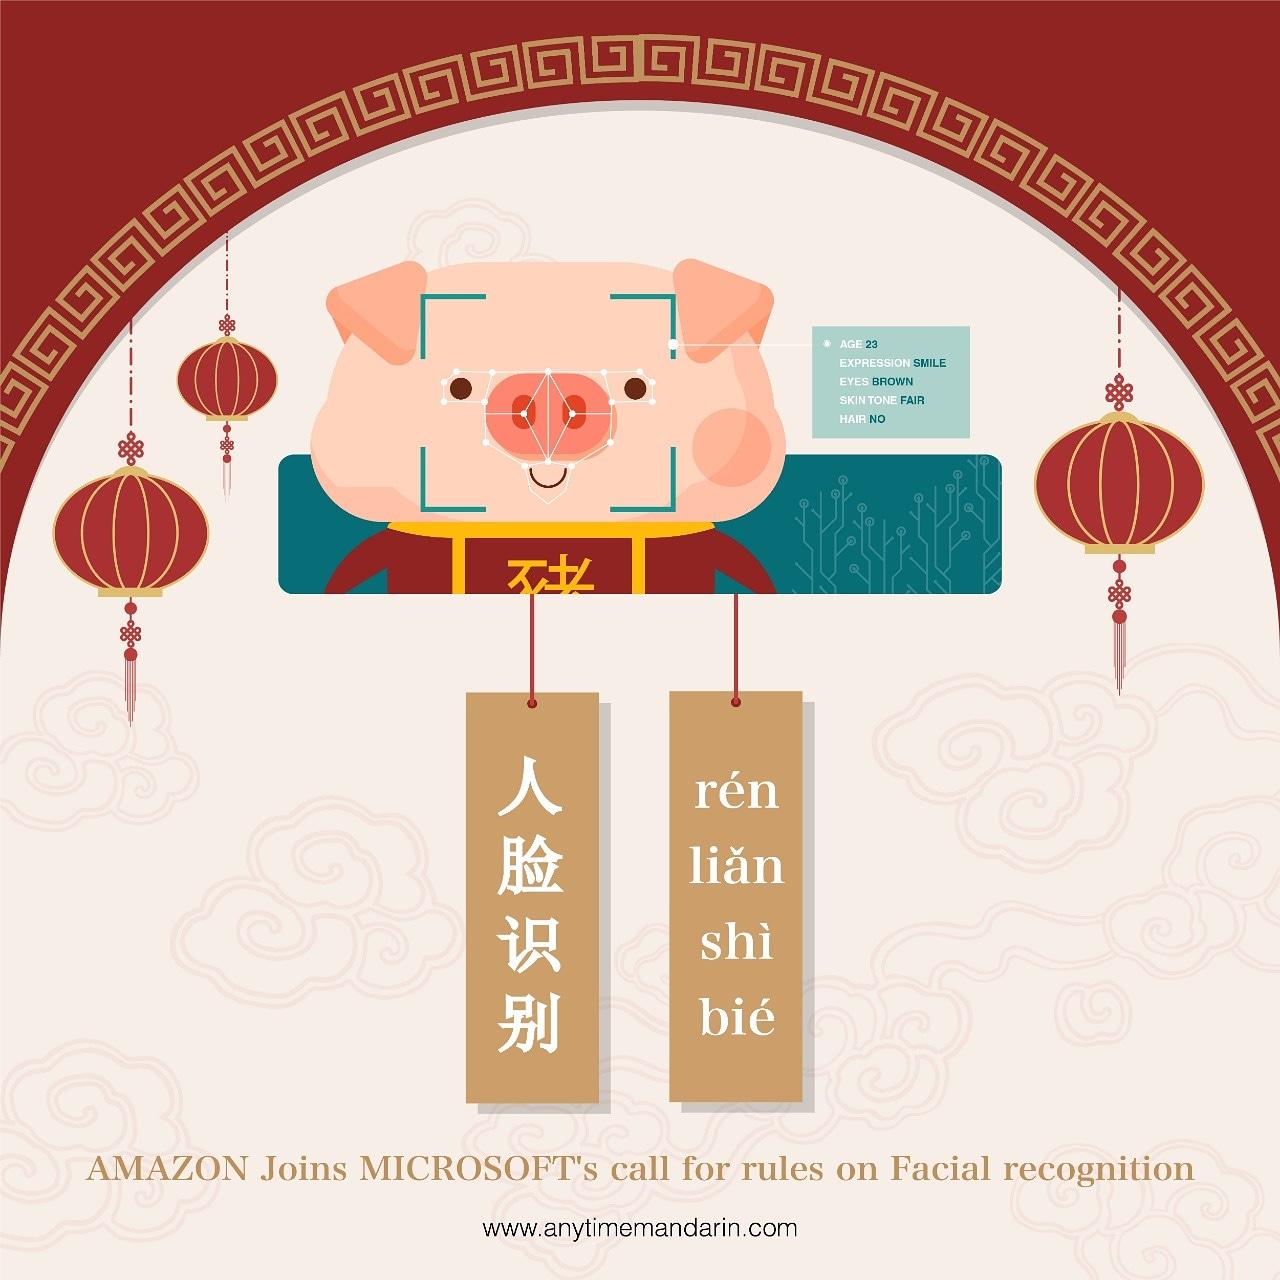 AGE 23
EXPRESSION SMILE
EYES BROWN
SKIN TONE FAIR
HAIR NO
豬
人
脸
识
别
rén
liǎn
shì
bié
AMAZON Joins MICROSOFT's call for rules on Facial recognition
www.anytimemandarin.com